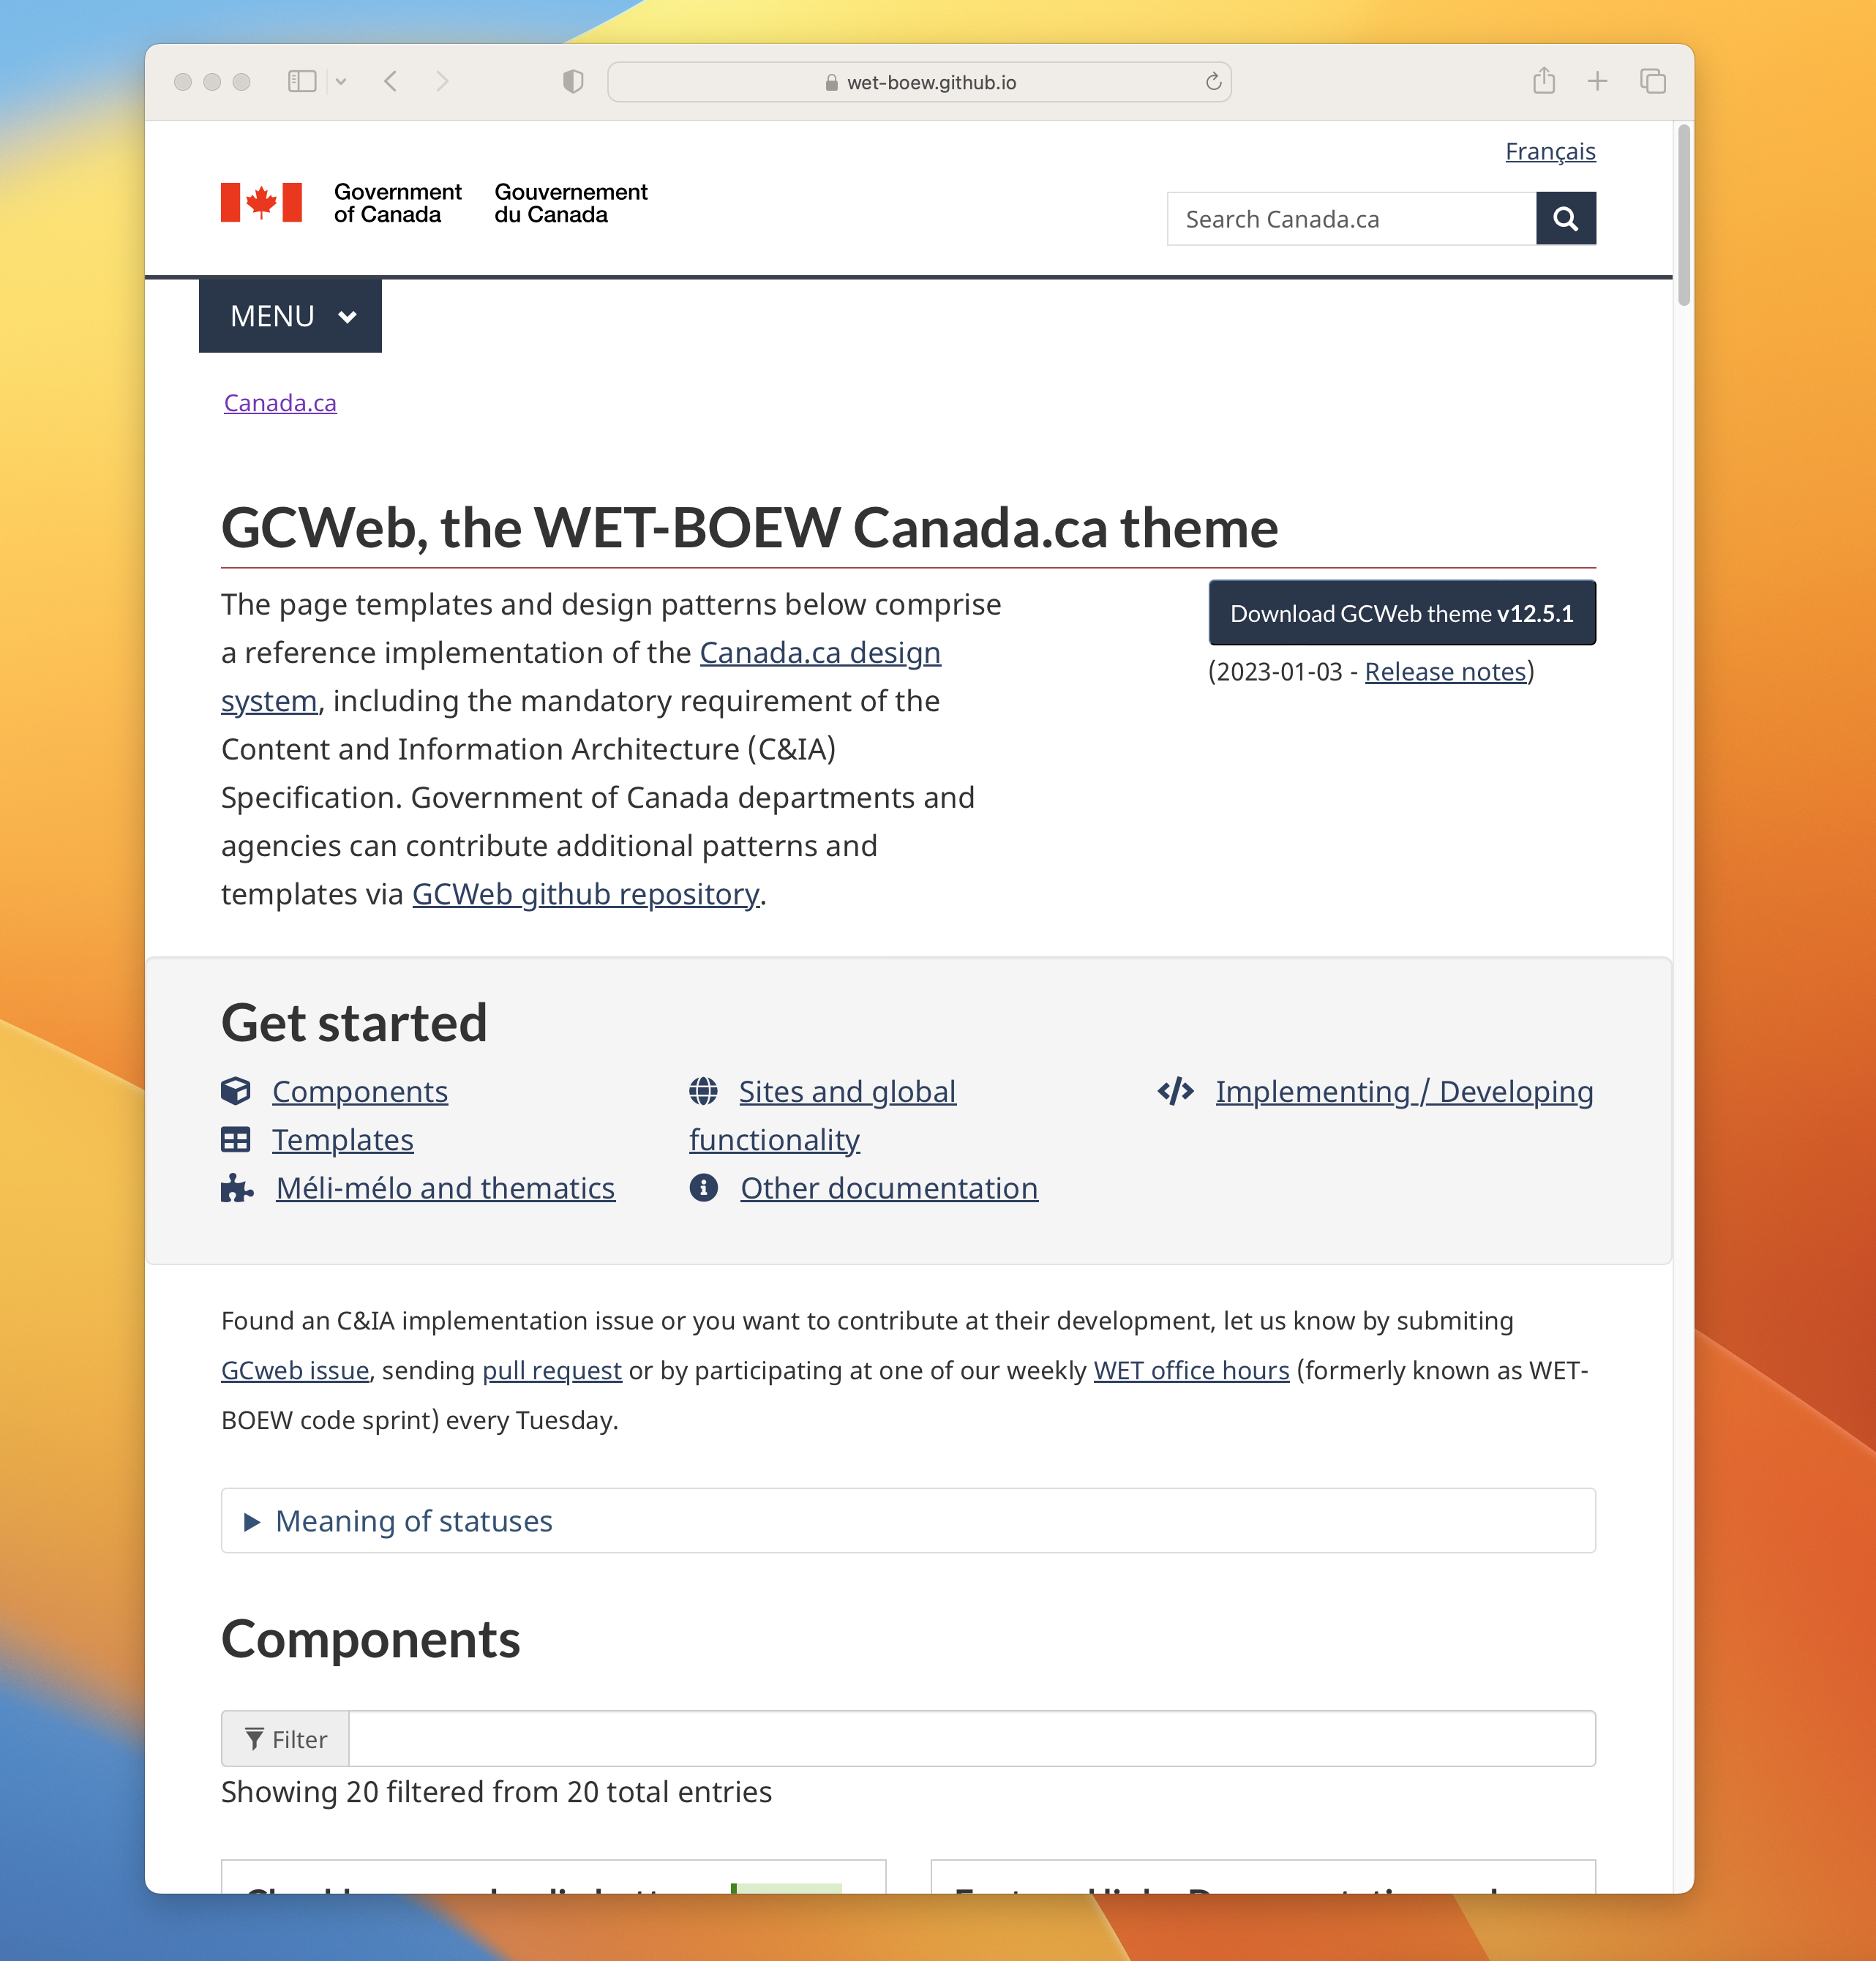 wet-boew.github.io
Français
Government
of Canada
Gouvernement
du Canada
Search Canada.ca
MENU
Canada.ca
GCWeb, the WET-BOEW Canada.ca theme
The page templates and design patterns below comprise
a reference implementation of the Canada.ca design
system, including the mandatory requirement of the
Content and Information Architecture (C&IA)
Specification. Government of Canada departments and
agencies can contribute additional patterns and
templates via GCWeb github repository.
Download GCWeb theme v12.5.1
(2023-01-03 - Release notes)
Get started
Components
Templates
Méli-mélo and thematics
Sites and global
functionality
Other documentation
Implementing / Developing
Found an C&IA implementation issue or you want to contribute at their development, let us know by submiting
GCweb issue, sending pull request or by participating at one of our weekly WET office hours (formerly known as WET-
BOEW code sprint) every Tuesday.
Meaning of statuses
Components
Filter
Showing 20 filtered from 20 total entries